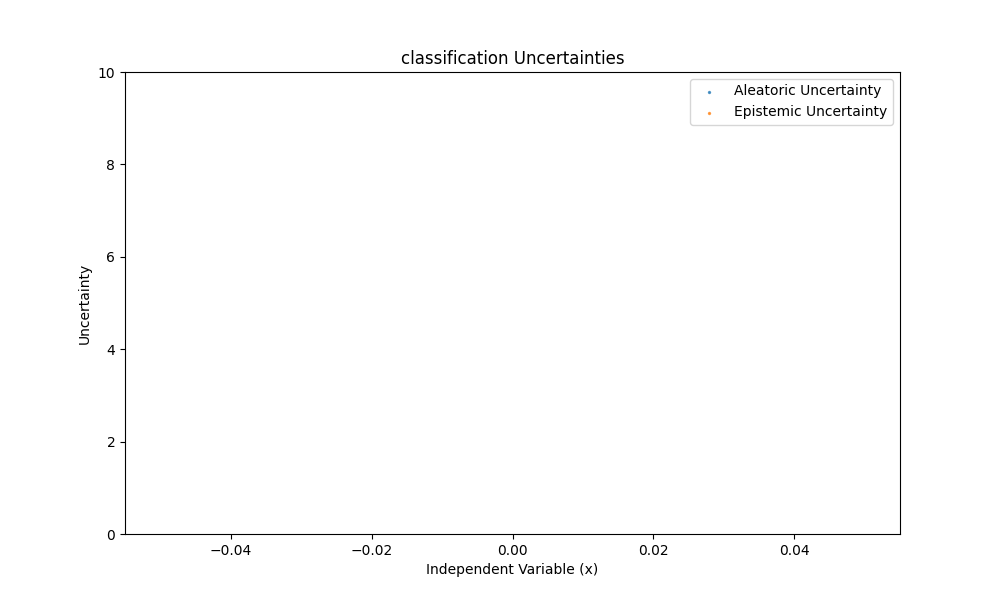 classification Uncertainties
10
8
6
4
2
0
Uncertainty
Aleatoric Uncertainty
Epistemic Uncertainty
−0.04 −0.02 0.00 0.02 0.04
Independent Variable (x)